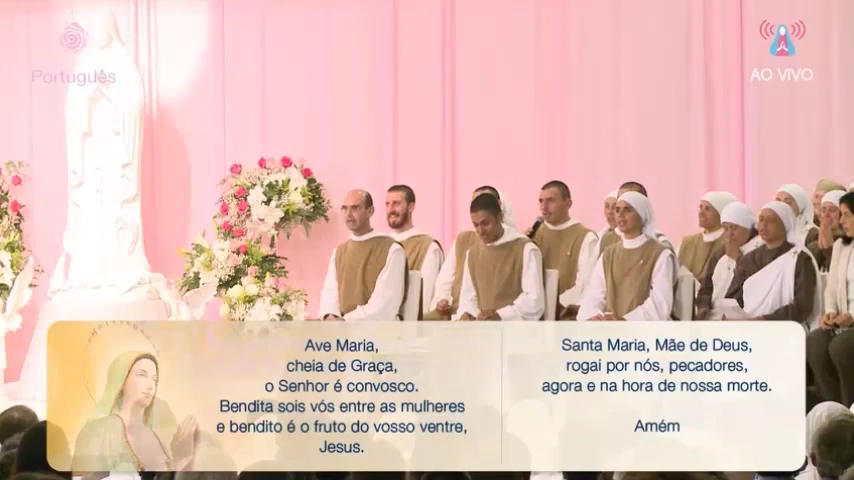 Português
AO VIVO
Ave Maria,
cheia de Graça,
o Senhor é convosco.
Bendita sois vós entre as mulheres
e bendito é o fruto do vosso ventre,
Jesus.
Santa Maria, Mãe de Deus,
rogai por nós, pecadores,
agora e na hora de nossa morte.
Amém